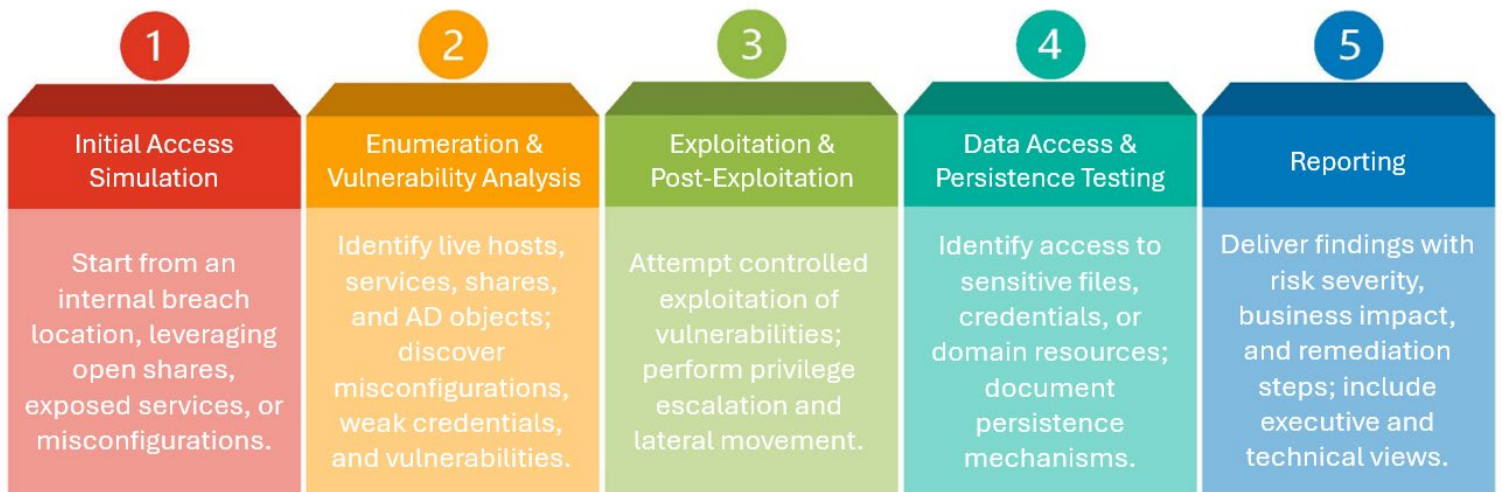 1
Initial Access
Simulation
Start from an
internal breach
location, leveraging
open shares,
exposed services, or
misconfigurations.
2
Enumeration &
Vulnerability Analysis
Identify live hosts,
services, shares,
and AD objects;
discover
misconfigurations,
weak credentials,
and vulnerabilities.
3
Exploitation &
Post-Exploitation
Attempt controlled
exploitation of
vulnerabilities;
perform privilege
escalation and
lateral movement.
4
Data Access &
Persistence Testing
Identify access to
sensitive files,
credentials, or
domain resources;
document
persistence
mechanisms.
5
Reporting
Deliver findings with
risk severity,
business impact,
and remediation
steps; include
executive and
technical views.